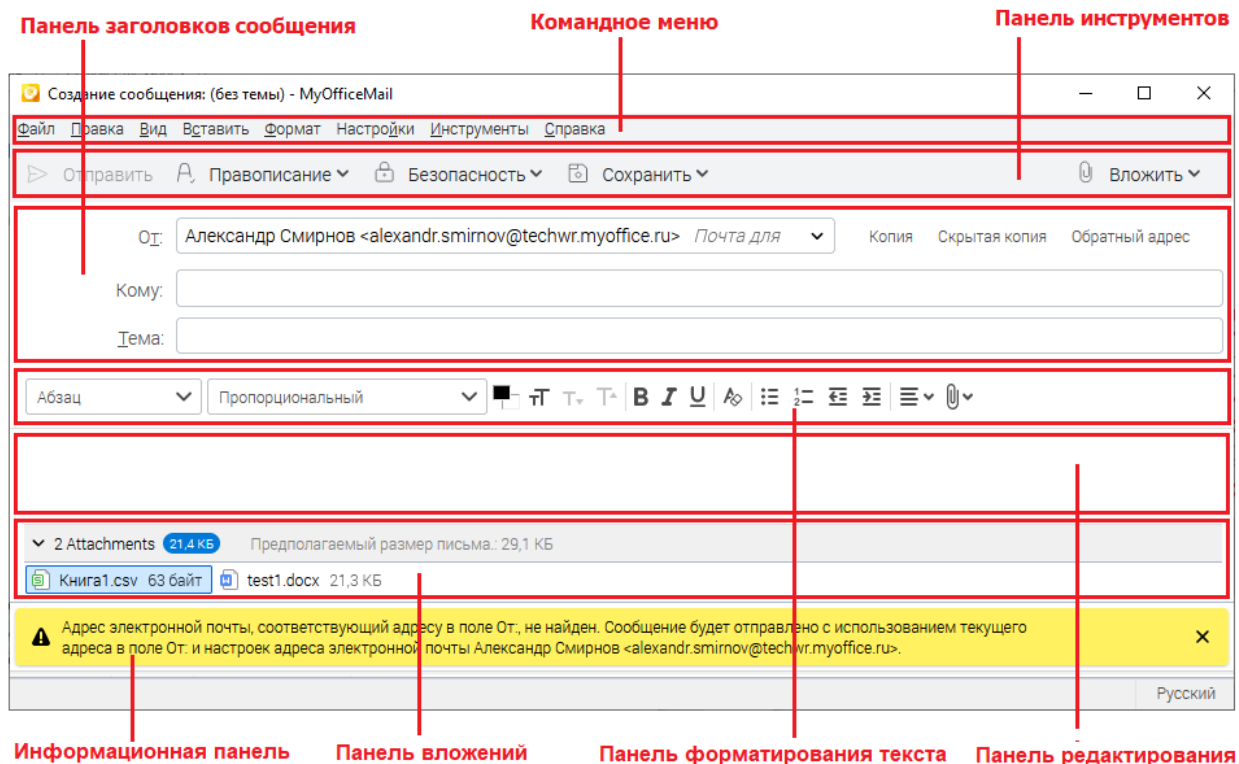 Панель заголовков сообщения Командное меню Панель инструментов
Создание сообщения: (без темы) - MyOfficeMail
Файл Правка Вид Вставить Формат Настройки Инструменты Справка
Отправить Правописание Безопасность Сохранить Вложить
От: Александр Смирнов <alexandr.smirnov@techwr.myoffice.ru> Почта для Копия Скрытая копия Обратный адрес
Кому:
Тема:
Абзац Пропорциональный
2 Attachments 21,4 КБ Предполагаемый размер письма.: 29,1 КБ
Книга1.csv 63 байт test1.docx 21,3 КБ
Адрес электронной почты, соответствующий адресу в поле От:, не найден. Сообщение будет отправлено с использованием текущего
адреса в поле От: и настроек адреса электронной почты Александр Смирнов <alexandr.smirnov@techwr.myoffice.ru>.
Русский
Информационная панель Панель вложений Панель форматирования текста Панель редактирования